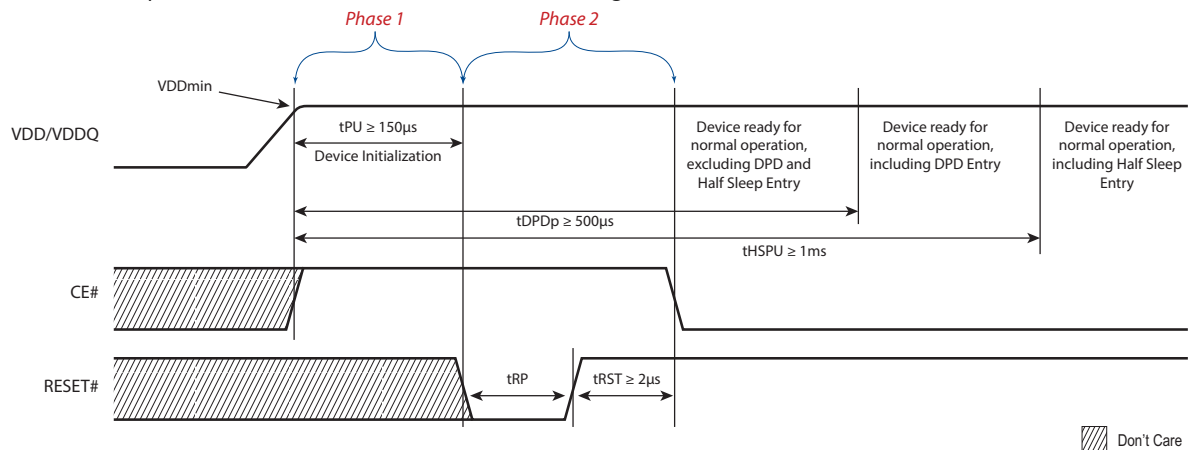 Phase 1
Phase 2
VDDmin
VDD/VDDQ
tPU ≥ 150µs
Device Initialization
Device ready for
normal operation,
excluding DPD and
Half Sleep Entry
Device ready for
normal operation,
including DPD Entry
Device ready for
normal operation,
including Half Sleep
Entry
tDPDp ≥ 500µs
tHSPU ≥ 1ms
CE#
RESET#
tRP
tRST ≥ 2µs
Don't Care